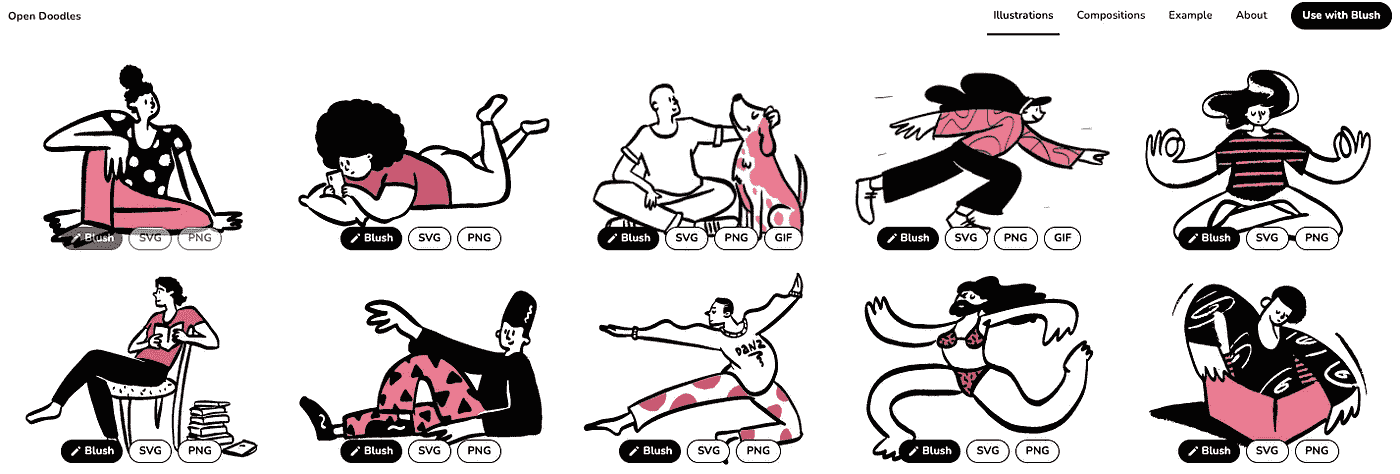 Open Doodles
Illustrations Compositions Example About Use with Blush
Blush SVG PNG
Blush SVG PNG
Blush SVG PNG GIF
Blush SVG PNG GIF
Blush SVG PNG
DANZ
Blush SVG PNG
Blush SVG PNG
Blush SVG PNG
Blush SVG PNG
Blush SVG PNG